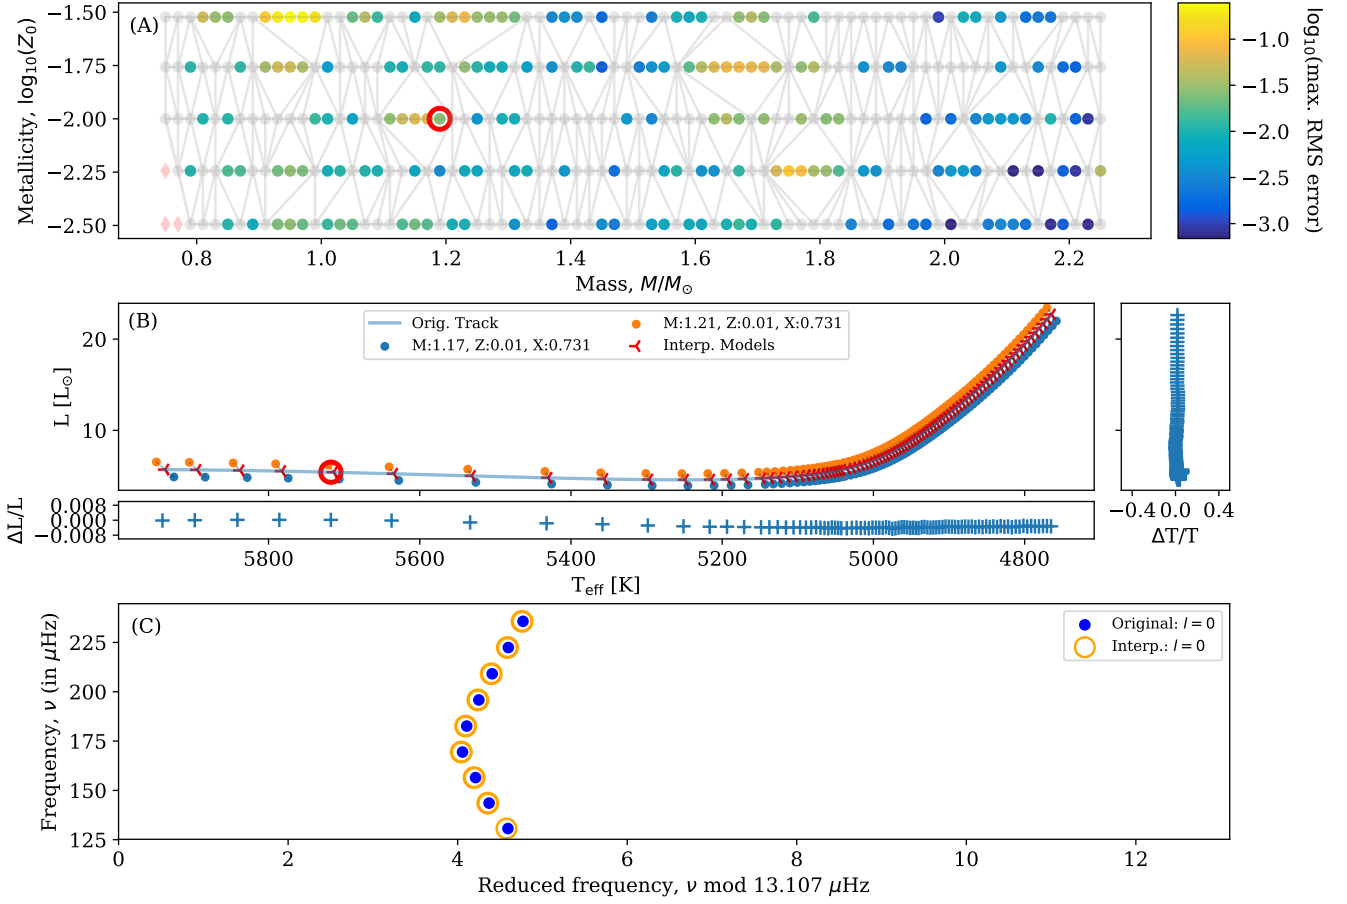 (A)
−1.50
−1.75
−2.00
−2.25
−2.50
Metallicity, log₁₀(Z₀)
0.8
1.0
1.2
1.4
1.6
1.8
2.0
2.2
Mass, M/M⊙
−1.0
−1.5
−2.0
−2.5
−3.0
log₁₀(max. RMS error)
(B)
Orig. Track
M:1.17, Z:0.01, X:0.731
M:1.21, Z:0.01, X:0.731
Interp. Models
20
10
L [L⊙]
0.008
0.008
−0.008
ΔL/L
5800
5600
5400
5200
5000
4800
Teff [K]
−0.4
0.0
0.4
ΔT/T
(C)
Original: l = 0
Interp.: l = 0
225
200
175
150
125
Frequency, ν (in μHz)
0
2
4
6
8
10
12
Reduced frequency, ν mod 13.107 μHz